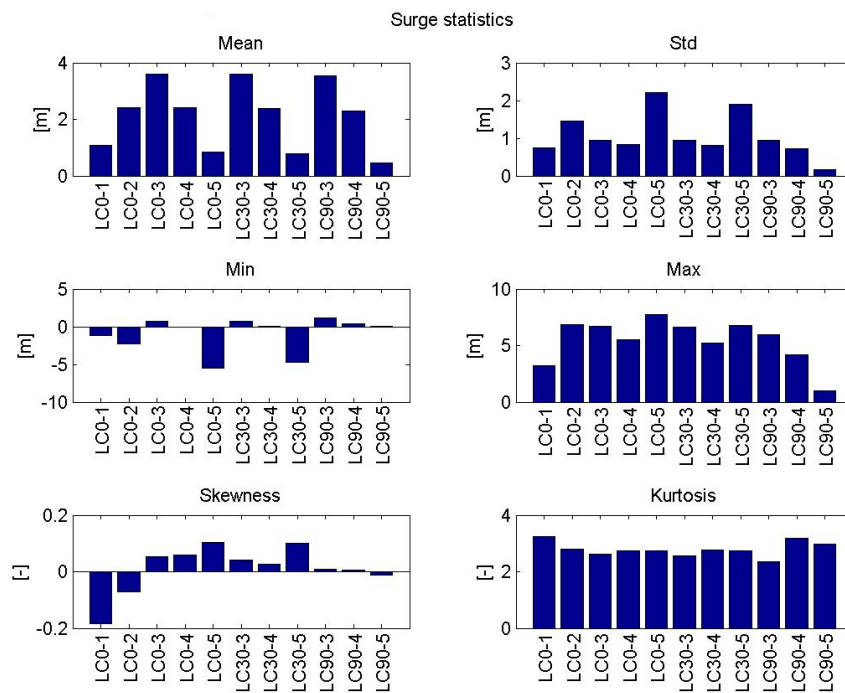 Surge statistics
Mean
4
2
0
[m]
LC0-1
LC0-2
LC0-3
LC0-4
LC0-5
LC30-3
LC30-4
LC30-5
LC90-3
LC90-4
LC90-5
Std
3
2
1
0
[m]
LC0-1
LC0-2
LC0-3
LC0-4
LC0-5
LC30-3
LC30-4
LC30-5
LC90-3
LC90-4
LC90-5
Min
5
0
-5
-10
[m]
LC0-1
LC0-2
LC0-3
LC0-4
LC0-5
LC30-3
LC30-4
LC30-5
LC90-3
LC90-4
LC90-5
Max
10
5
0
[m]
LC0-1
LC0-2
LC0-3
LC0-4
LC0-5
LC30-3
LC30-4
LC30-5
LC90-3
LC90-4
LC90-5
Skewness
0.2
0
-0.2
[-]
LC0-1
LC0-2
LC0-3
LC0-4
LC0-5
LC30-3
LC30-4
LC30-5
LC90-3
LC90-4
LC90-5
Kurtosis
4
2
0
[-]
LC0-1
LC0-2
LC0-3
LC0-4
LC0-5
LC30-3
LC30-4
LC30-5
LC90-3
LC90-4
LC90-5